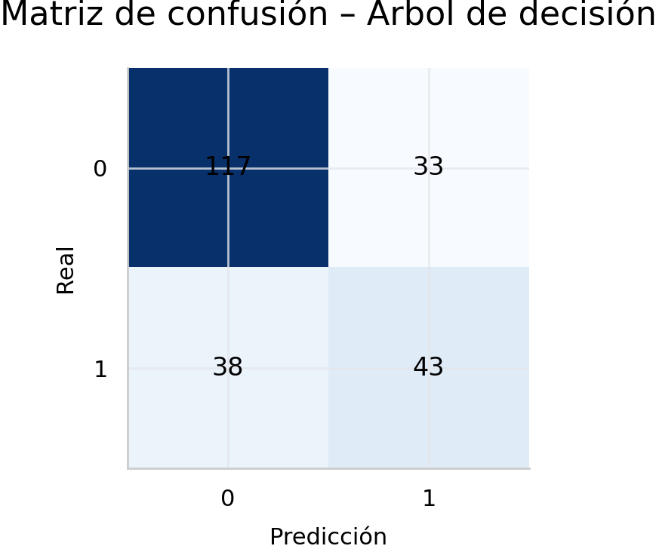 Matriz de confusión – Árbol de decisión
0 117 33
Real
1 38 43
0 1
Predicción